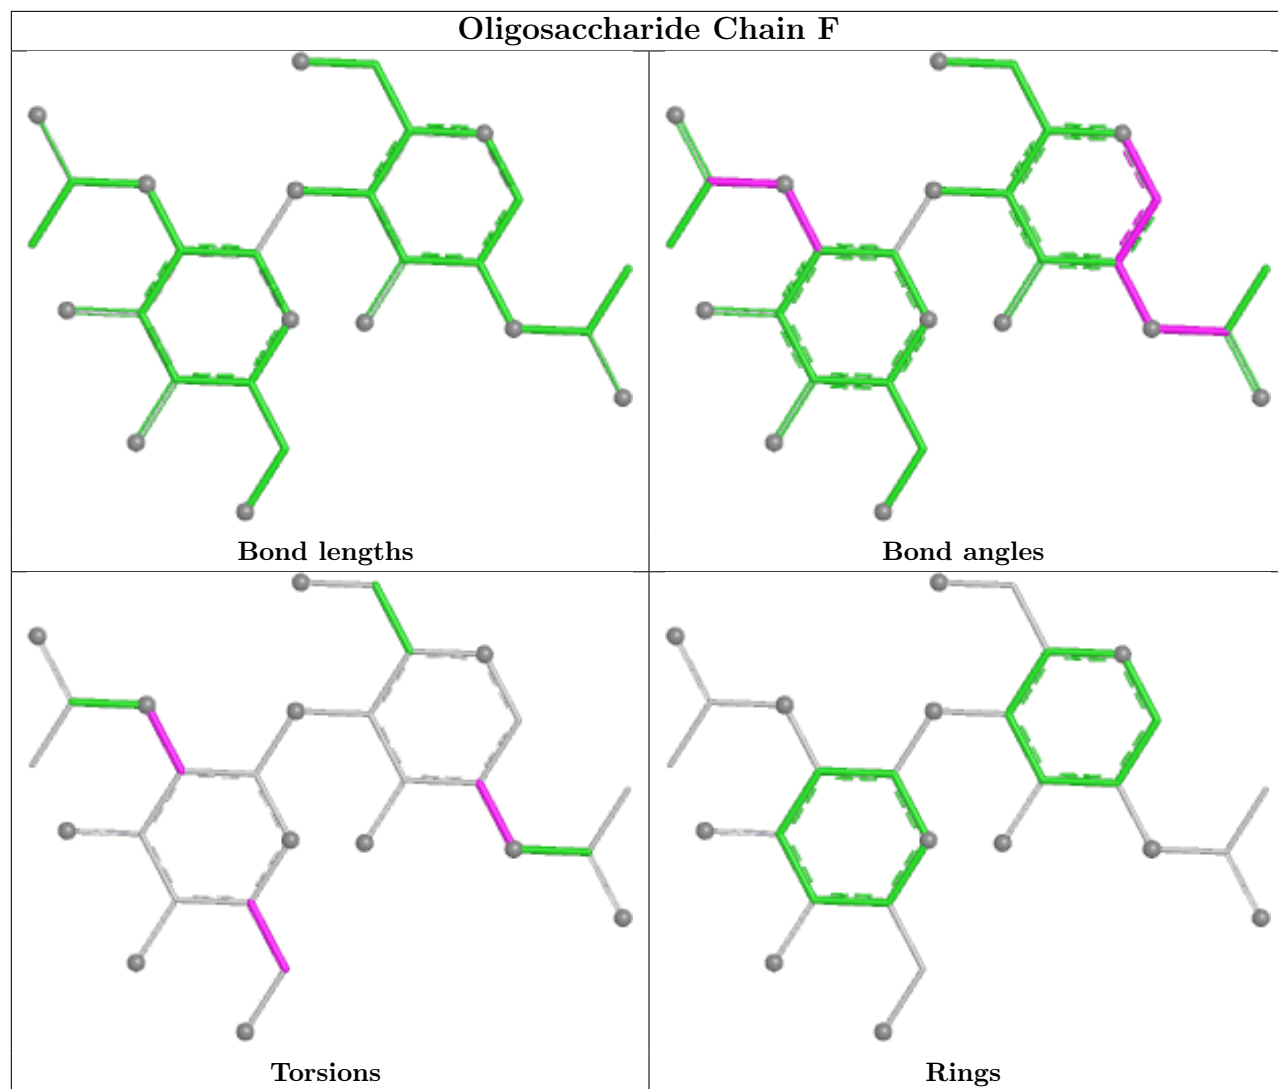 Oligosaccharide Chain F
Bond lengths
Bond angles
Torsions
Rings